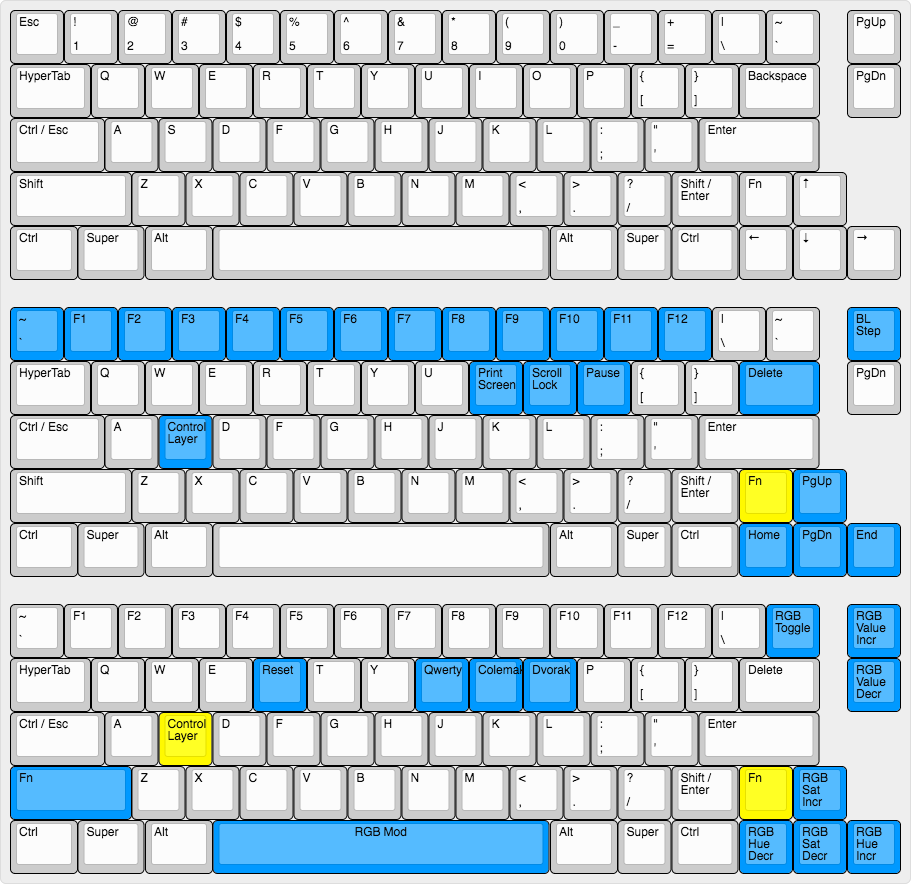 Esc ! @ # $ % ^ & * ( ) _ + | ~ PgUp
1 2 3 4 5 6 7 8 9 0 - = \ `
HyperTab Q W E R T Y U I O P { } Backspace PgDn
[ ]
Ctrl / Esc A S D F G H J K L : " Enter
; '
Shift Z X C V B N M < > ? Shift / Fn ↑
, . / Enter
Ctrl Super Alt Alt Super Ctrl ← ↓ →
~ F1 F2 F3 F4 F5 F6 F7 F8 F9 F10 F11 F12 | ~ BL
` \ ` Step
HyperTab Q W E R T Y U Print Scroll Pause { } Delete PgDn
Screen Lock [ ]
Ctrl / Esc A Control D F G H J K L : " Enter
Layer ; '
Shift Z X C V B N M < > ? Shift / Fn PgUp
, . / Enter
Ctrl Super Alt Alt Super Ctrl Home PgDn End
~ F1 F2 F3 F4 F5 F6 F7 F8 F9 F10 F11 F12 | RGB RGB
` \ Toggle Value
Incr
HyperTab Q W E Reset T Y Qwerty Colemak Dvorak P { } Delete RGB
[ ] Value
Decr
Ctrl / Esc A Control D F G H J K L : " Enter
Layer ; '
Fn Z X C V B N M < > ? Shift / Fn RGB
, . / Enter Sat
Incr
Ctrl Super Alt RGB Mod Alt Super Ctrl RGB RGB RGB
Hue Sat Hue
Decr Decr Incr